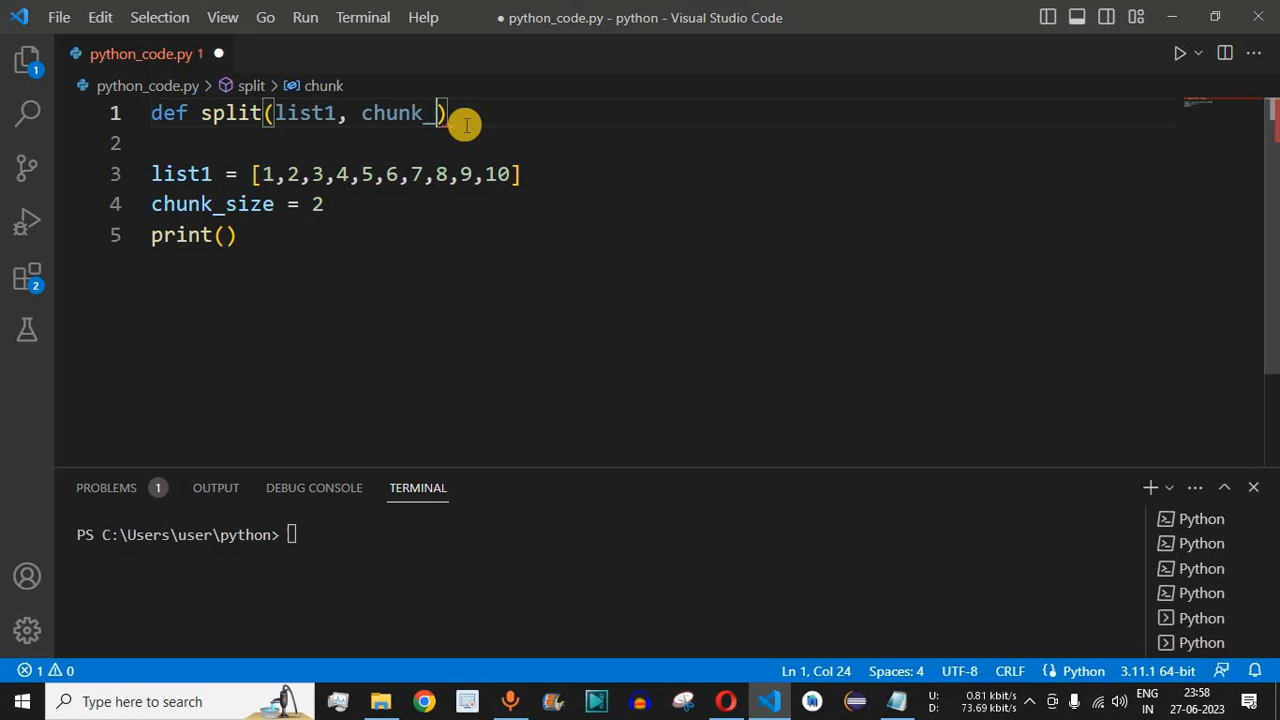 File Edit Selection View Go Run Terminal Help
● python_code.py - python - Visual Studio Code
python_code.py 1 ●
python_code.py > split > chunk
1 def split(list1, chunk_)
2
3 list1 = [1,2,3,4,5,6,7,8,9,10]
4 chunk_size = 2
5 print()
1
2
PROBLEMS 1 OUTPUT DEBUG CONSOLE TERMINAL
PS C:\Users\user\python>
Python
Python
Python
Python
Python
Python
1 0 Ln 1, Col 24 Spaces: 4 UTF-8 CRLF Python 3.11.1 64-bit
Type here to search
U: 0.81 kbit/s
D: 73.69 kbit/s
ENG
IN
23:58
27-06-2023